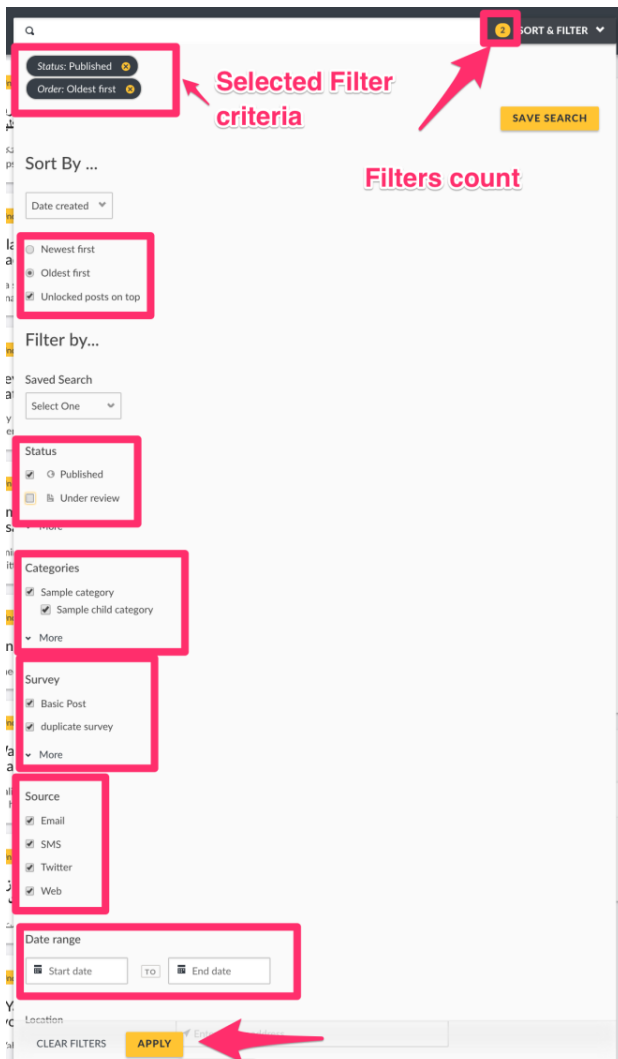 2 SORT & FILTER
Status: Published
Order: Oldest first
Selected Filter
criteria
SAVE SEARCH
Filters count
Sort By ...
Date created
Newest first
Oldest first
Unlocked posts on top
Filter by...
Saved Search
Select One
Status
Published
Under review
More
Categories
Sample category
Sample child category
More
Survey
Basic Post
duplicate survey
More
Source
Email
SMS
Twitter
Web
Date range
Start date TO End date
Location
CLEAR FILTERS APPLY